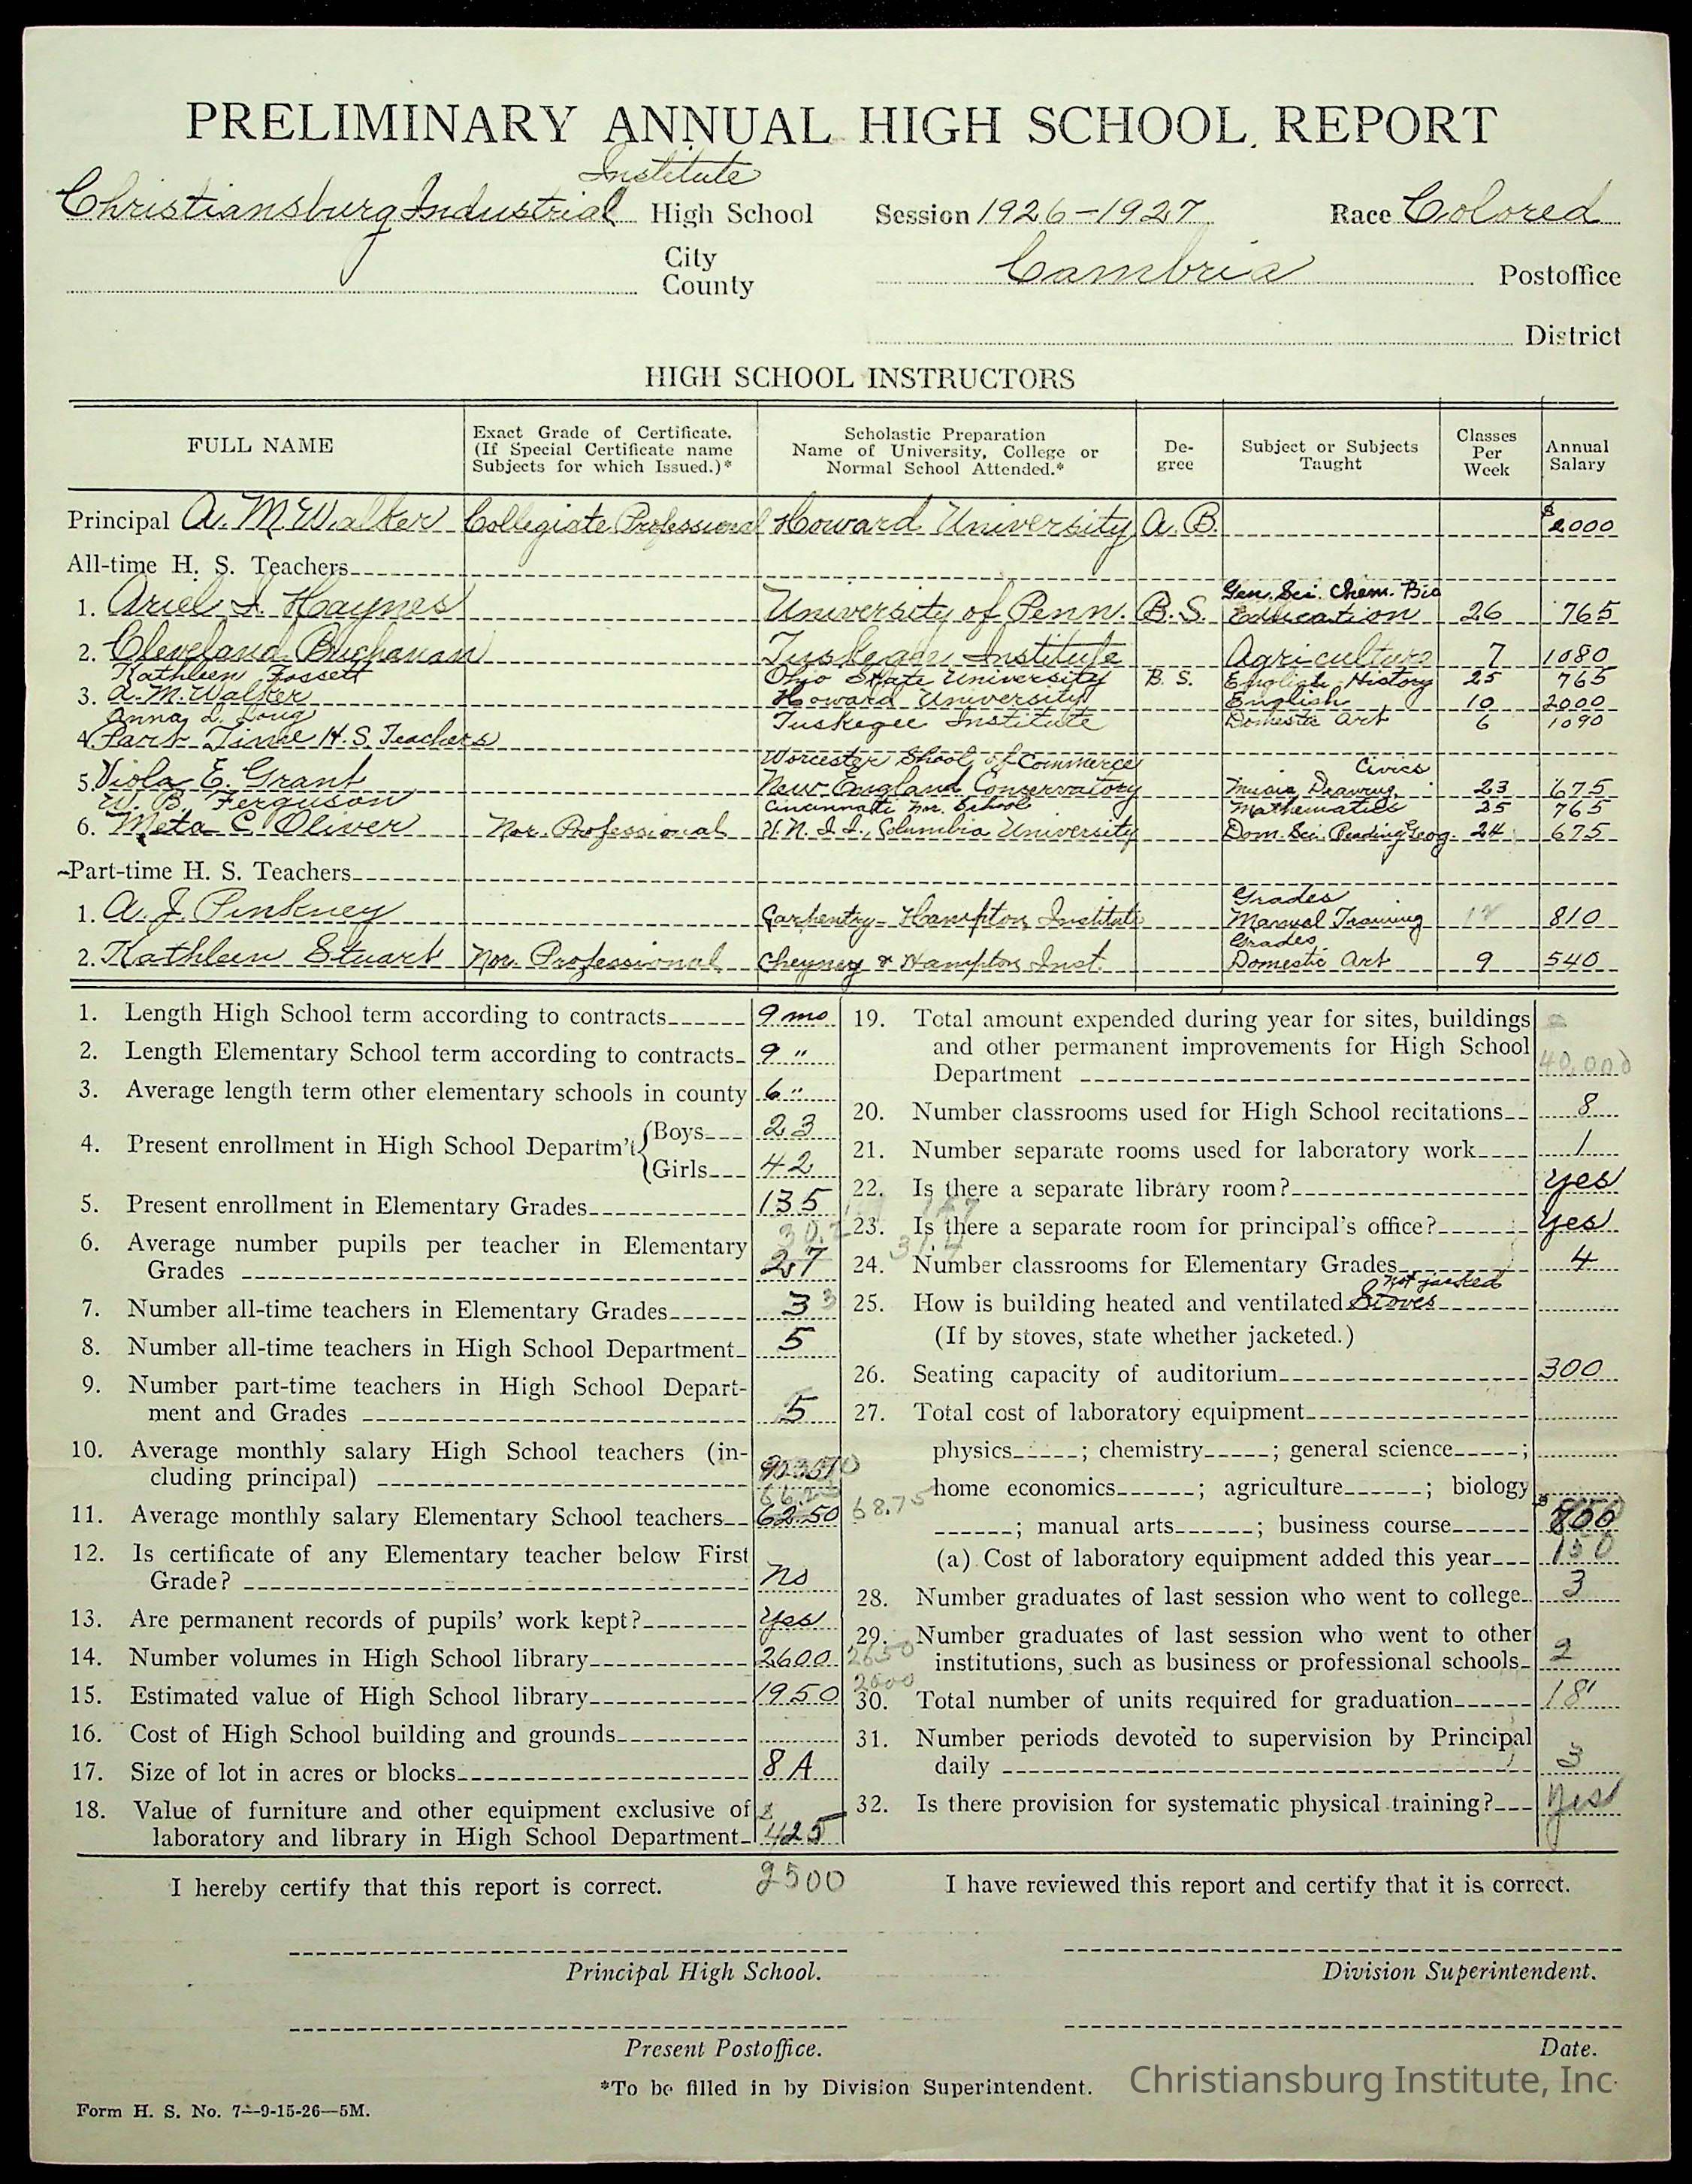 PRELIMINARY ANNUAL HIGH SCHOOL REPORT
Institute
Christiansburg Industrial High School Session 1926-1927 Race Colored
City
County
Cambria Postoffice
District
HIGH SCHOOL INSTRUCTORS
FULL NAME
Exact Grade of Certificate. (If Special Certificate name Subjects for which Issued.)*
Scholastic Preparation Name of University, College or Normal School Attended.*
De-gree
Subject or Subjects Taught
Classes Per Week
Annual Salary
Principal A. M. Walker Collegiate Professional Howard University A. B. $2000
All-time H. S. Teachers
Gen. Sci. Chem. Bio
1. Ariel I. Haynes University of Penn. B.S. Education 26 765
2. Cleveland Buchanan Tuskegee Institute Agriculture 7 1080
Kathleen Fossett Ohio State University B. S. English History 25 765
3. A. M. Walker Howard University English 10 2000
Anna L. Long Tuskegee Institute Domestic Art 6 1090
4. Part Time H.S. Teachers
Worcester School of Commerce Civics
5. Viola E. Grant New England Conservatory Music Drawing 23 675
W. B. Ferguson Cincinnati Nor. School Mathematics 25 765
6. Meta C. Oliver Nor. Professional H. N. I. I., Columbia University Dom. Sci. Reading Geog. 24 675
Part-time H. S. Teachers
Grades
1. A. J. Pinkney Carpentry - Hampton Institute Manual Training 810
Grades
2. Kathleen Stuart Nor. Professional Cheyney & Hampton Inst. Domestic Art 9 540
1. Length High School term according to contracts 9 mo
2. Length Elementary School term according to contracts 9 "
3. Average length term other elementary schools in county 6 "
4. Present enrollment in High School Departm't Boys 23
Girls 42
5. Present enrollment in Elementary Grades 135
157
30.2
6. Average number pupils per teacher in Elementary
Grades 27
31.4
7. Number all-time teachers in Elementary Grades 3 3
8. Number all-time teachers in High School Department 5
9. Number part-time teachers in High School Depart-
ment and Grades 5
10. Average monthly salary High School teachers (in-
cluding principal)
11. Average monthly salary Elementary School teachers 62.50 68.75
12. Is certificate of any Elementary teacher below First
Grade? No
13. Are permanent records of pupils' work kept? Yes
14. Number volumes in High School library 2600 2650
2000
15. Estimated value of High School library 1950
16. Cost of High School building and grounds
17. Size of lot in acres or blocks 8 A
18. Value of furniture and other equipment exclusive of
laboratory and library in High School Department $425
2500
19. Total amount expended during year for sites, buildings
and other permanent improvements for High School
Department 40,000
20. Number classrooms used for High School recitations 8
21. Number separate rooms used for laboratory work 1
22. Is there a separate library room? Yes
23. Is there a separate room for principal's office? Yes
24. Number classrooms for Elementary Grades 4
not jacketed
25. How is building heated and ventilated Stoves
(If by stoves, state whether jacketed.)
26. Seating capacity of auditorium 300
27. Total cost of laboratory equipment
physics ; chemistry ; general science ;
home economics ; agriculture ; biology
; manual arts ; business course
(a) Cost of laboratory equipment added this year 150
28. Number graduates of last session who went to college 3
29. Number graduates of last session who went to other
institutions, such as business or professional schools 2
30. Total number of units required for graduation 18
31. Number periods devoted to supervision by Principal
daily 3
32. Is there provision for systematic physical training? Yes
I hereby certify that this report is correct.
I have reviewed this report and certify that it is correct.
Principal High School.
Division Superintendent.
Present Postoffice.
Date.
*To be filled in by Division Superintendent.
Christiansburg Institute, Inc.
Form H. S. No. 7—9-15-26—5M.